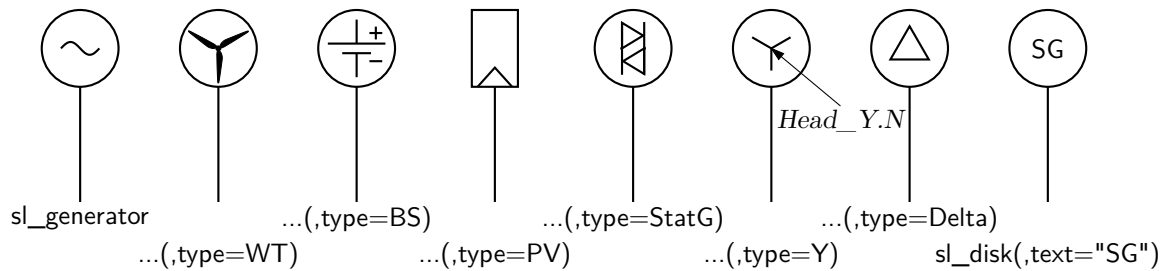 +
−
SG
Head_Y.N
sl_generator
...(,type=WT)
...(,type=BS)
...(,type=PV)
...(,type=StatG)
...(,type=Y)
...(,type=Delta)
sl_disk(,text="SG")